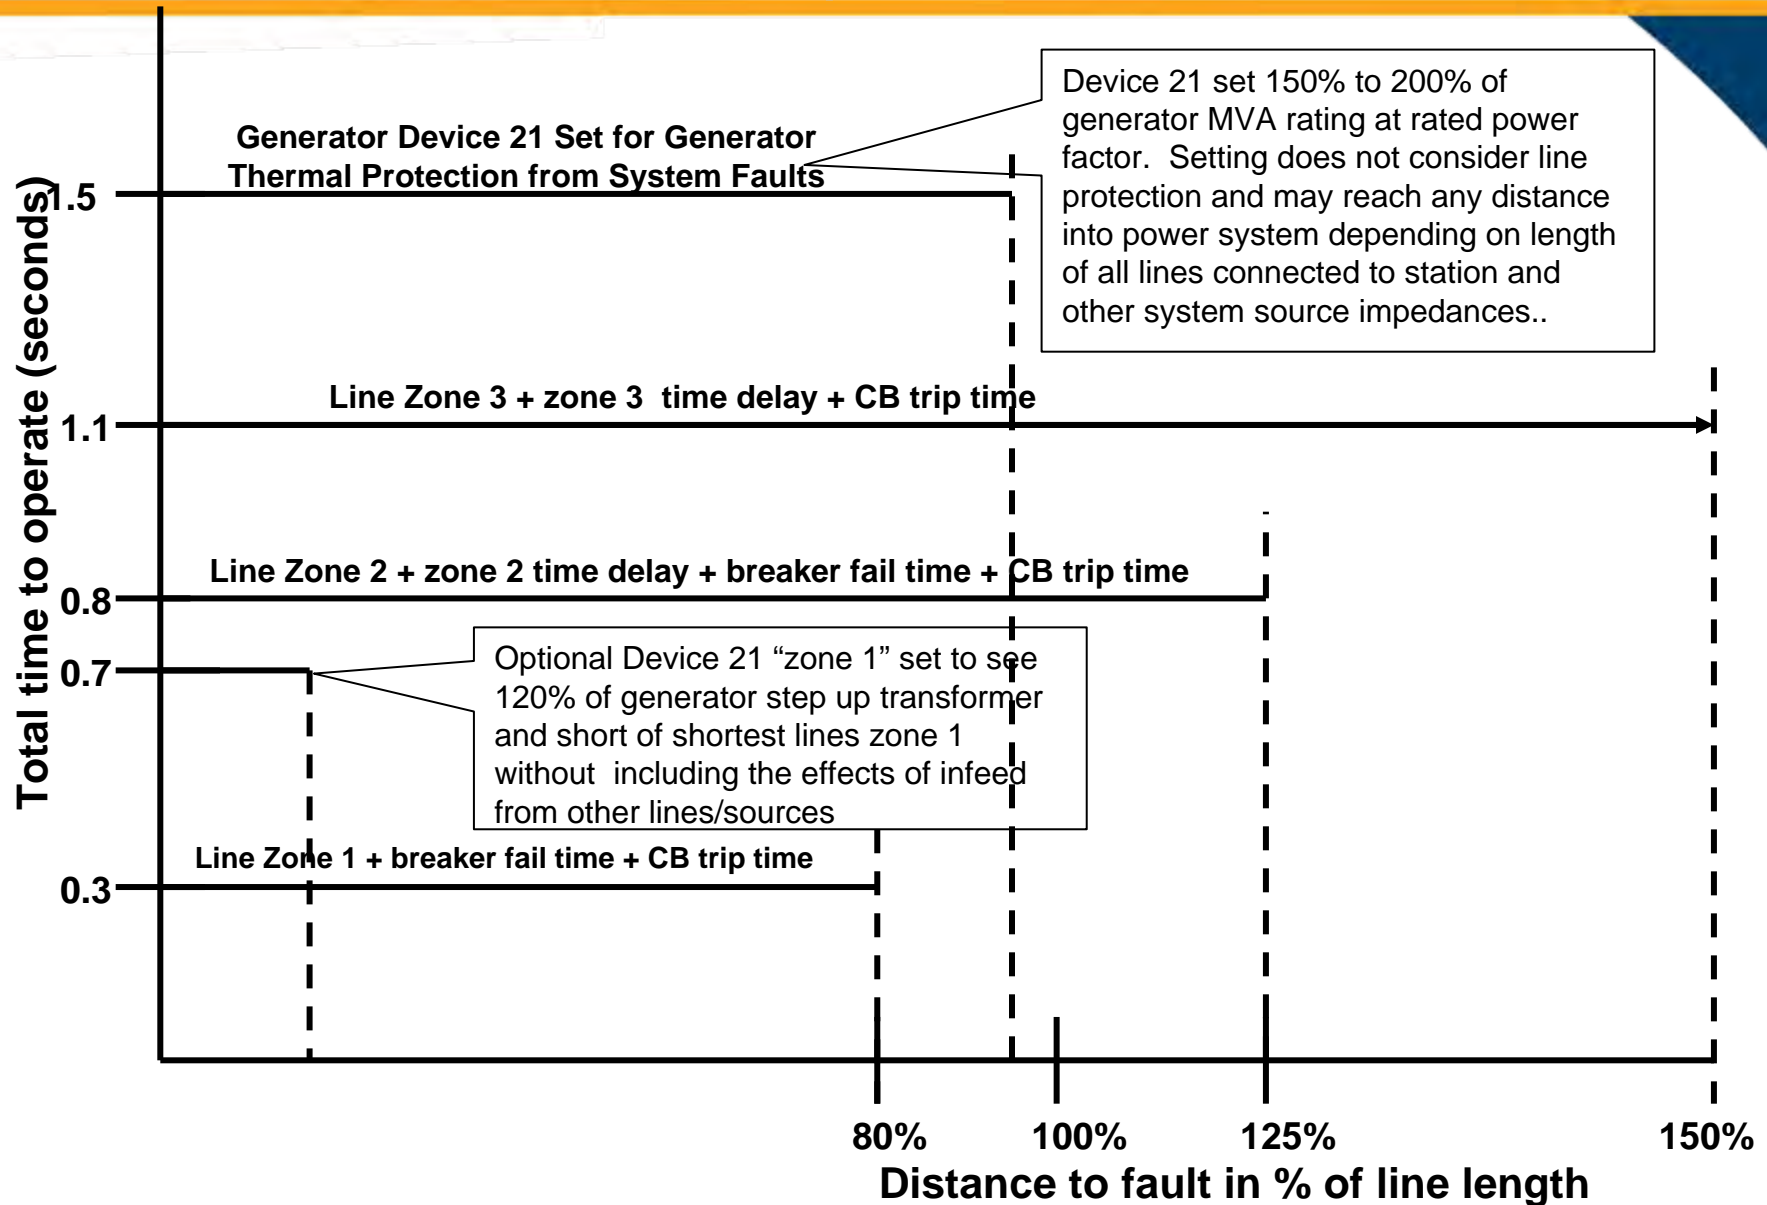 Device 21 set 150% to 200% of
generator MVA rating at rated power
factor.  Setting does not consider line
protection and may reach any distance
into power system depending on length
of all lines connected to station and
other system source impedances..
Generator Device 21 Set for Generator
Thermal Protection from System Faults
Total time to operate (seconds)
1.5
Line Zone 3 + zone 3  time delay + CB trip time
1.1
Line Zone 2 + zone 2 time delay + breaker fail time + CB trip time
0.8
Optional Device 21 “zone 1” set to see
120% of generator step up transformer
and short of shortest lines zone 1
without  including the effects of infeed
from other lines/sources
0.7
Line Zone 1 + breaker fail time + CB trip time
0.3
80% 100% 125% 150%
Distance to fault in % of line length